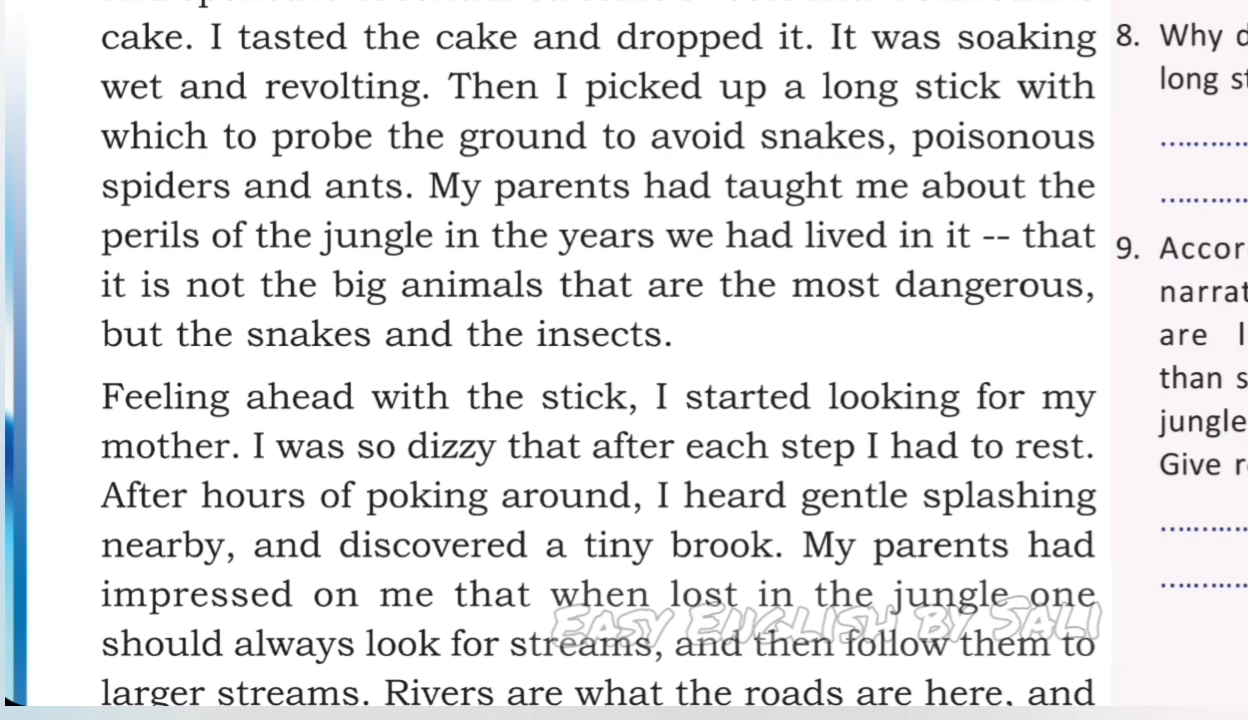 cake. I tasted the cake and dropped it. It was soaking
wet and revolting. Then I picked up a long stick with
which to probe the ground to avoid snakes, poisonous
spiders and ants. My parents had taught me about the
perils of the jungle in the years we had lived in it -- that
it is not the big animals that are the most dangerous,
but the snakes and the insects.
Feeling ahead with the stick, I started looking for my
mother. I was so dizzy that after each step I had to rest.
After hours of poking around, I heard gentle splashing
nearby, and discovered a tiny brook. My parents had
impressed on me that when lost in the jungle one
should always look for streams, and then follow them to
larger streams. Rivers are what the roads are here, and
EASY ENGLISH BY SALI
8. Why
long
9.
are
than
jungle
Give